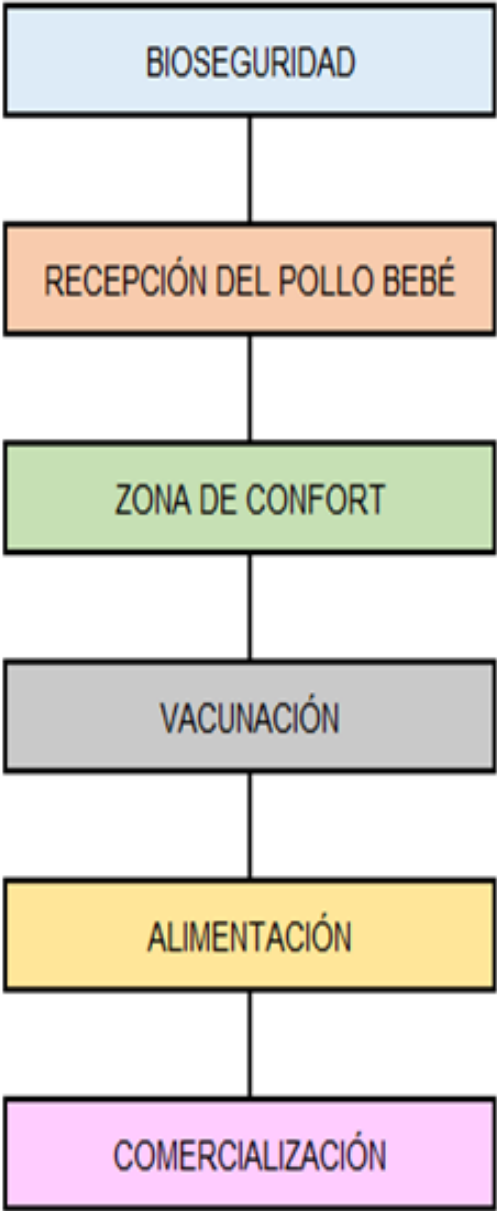 BIOSEGURIDAD
RECEPCIÓN DEL POLLO BEBÉ
ZONA DE CONFORT
VACUNACIÓN
ALIMENTACIÓN
COMERCIALIZACIÓN